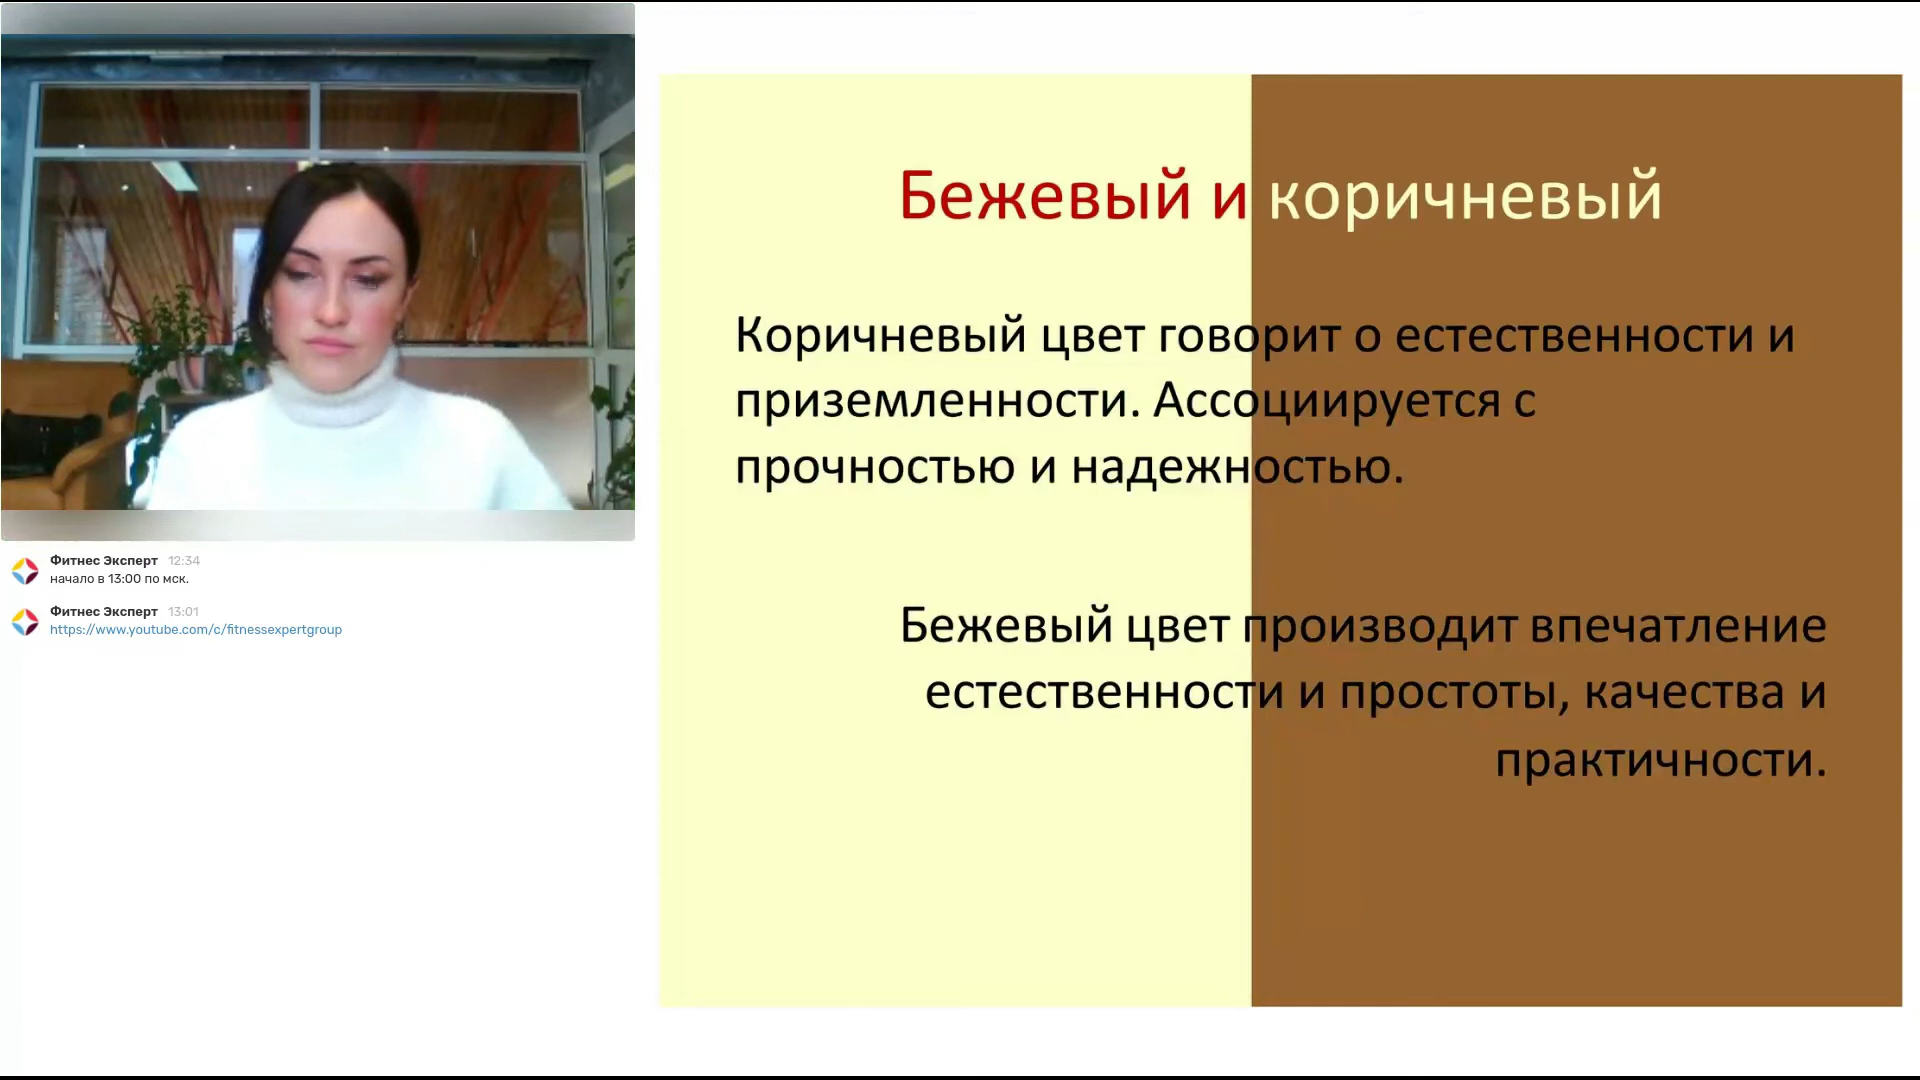 Фитнес Эксперт 12:34
начало в 13:00 по мск.
Фитнес Эксперт 13:01
https://www.youtube.com/c/fitnessexpertgroup
Бежевый и коричневый
Коричневый цвет говорит о естественности и
приземленности. Ассоциируется с
прочностью и надежностью.
Бежевый цвет производит впечатление
естественности и простоты, качества и
практичности.